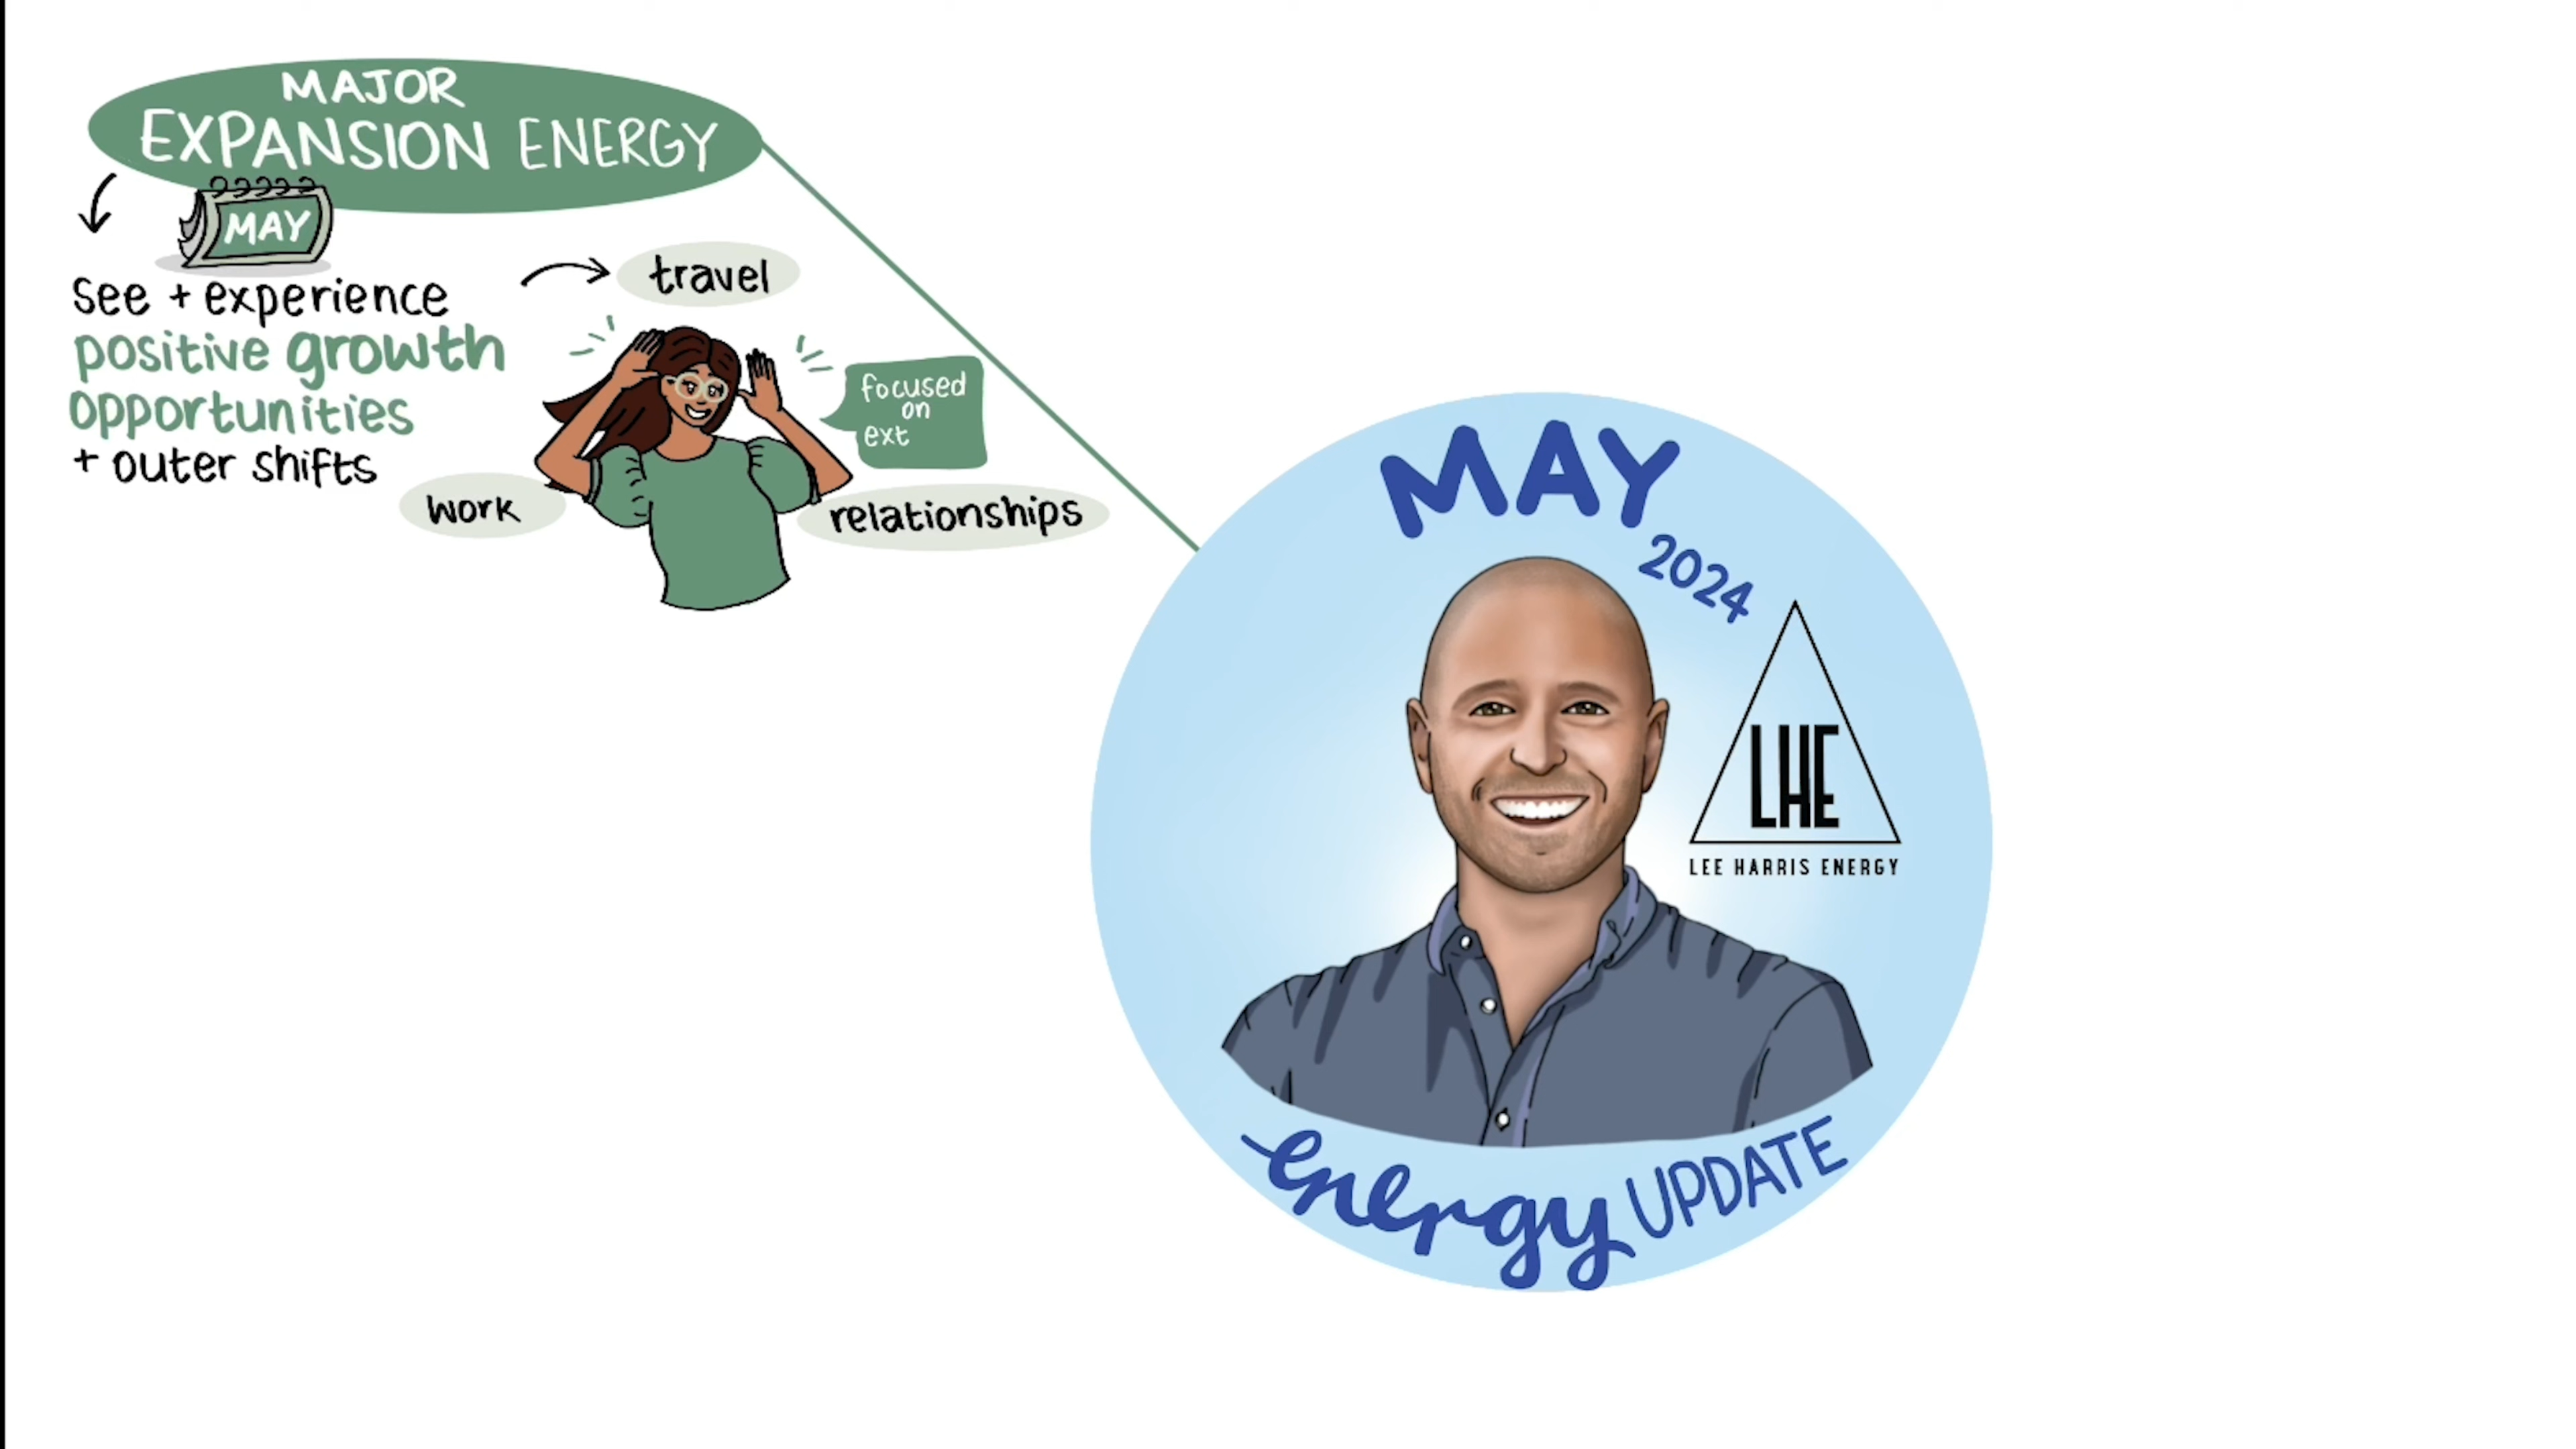 MAJOR
EXPANSION ENERGY
MAY
see + experience
positive growth
opportunities
+ outer shifts
travel
focused
on
ext
work
relationships
MAY
2024
LHE
LEE HARRIS ENERGY
energy UPDATE